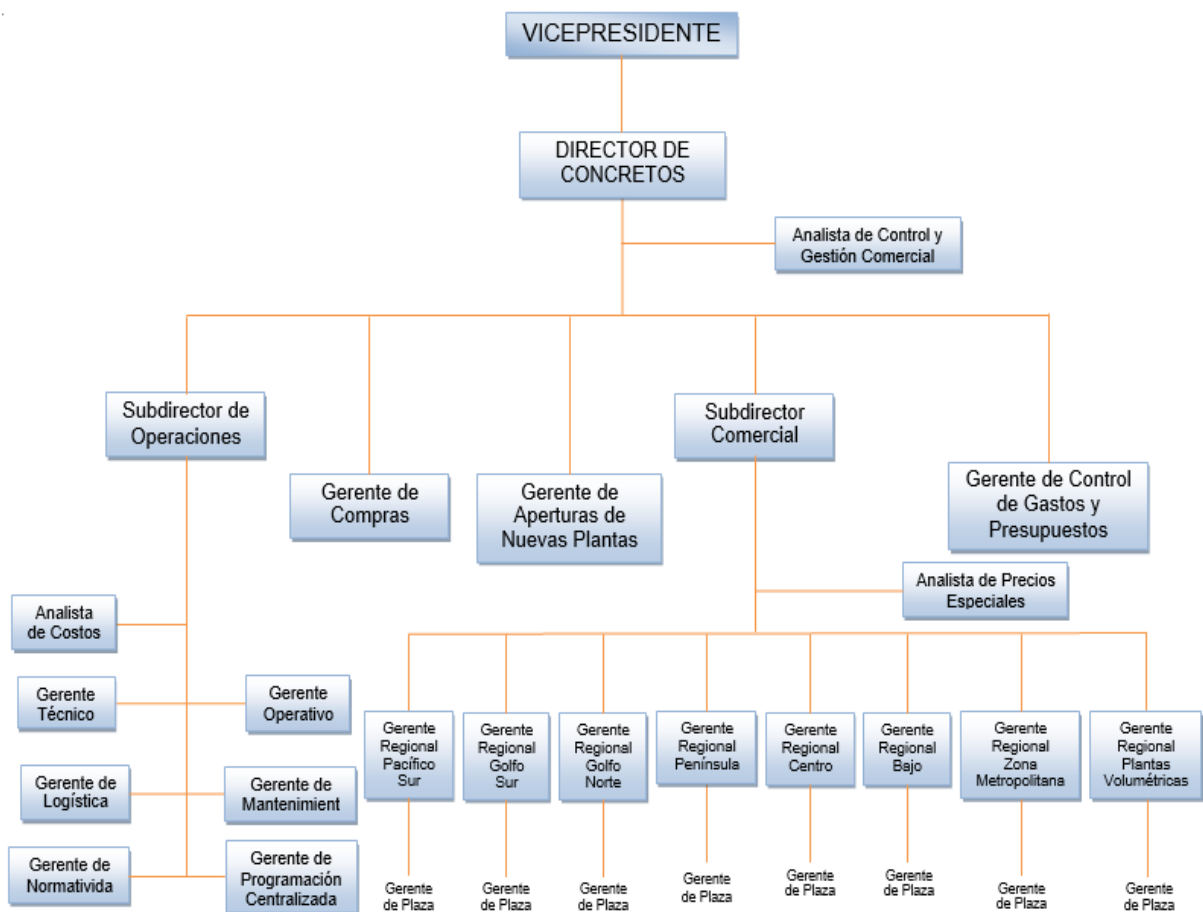 VICEPRESIDENTE
DIRECTOR DE
CONCRETOS
Analista de Control y
Gestión Comercial
Subdirector de
Operaciones
Gerente de
Compras
Gerente de
Aperturas de
Nuevas Plantas
Subdirector
Comercial
Gerente de Control
de Gastos y
Presupuestos
Analista de Precios
Especiales
Analista
de Costos
Gerente
Técnico
Gerente
Operativo
Gerente
de Logística
Gerente de
Mantenimient
Gerente de
Normativida
Gerente de
Programación
Centralizada
Gerente
Regional
Pacífico
Sur
Gerente
Regional
Golfo
Sur
Gerente
Regional
Golfo
Norte
Gerente
Regional
Península
Gerente
Regional
Centro
Gerente
Regional
Bajo
Gerente
Regional
Zona
Metropolitana
Gerente
Regional
Plantas
Volumétricas
Gerente
de Plaza
Gerente
de Plaza
Gerente
de Plaza
Gerente
de Plaza
Gerente
de Plaza
Gerente
de Plaza
Gerente
de Plaza
Gerente
de Plaza